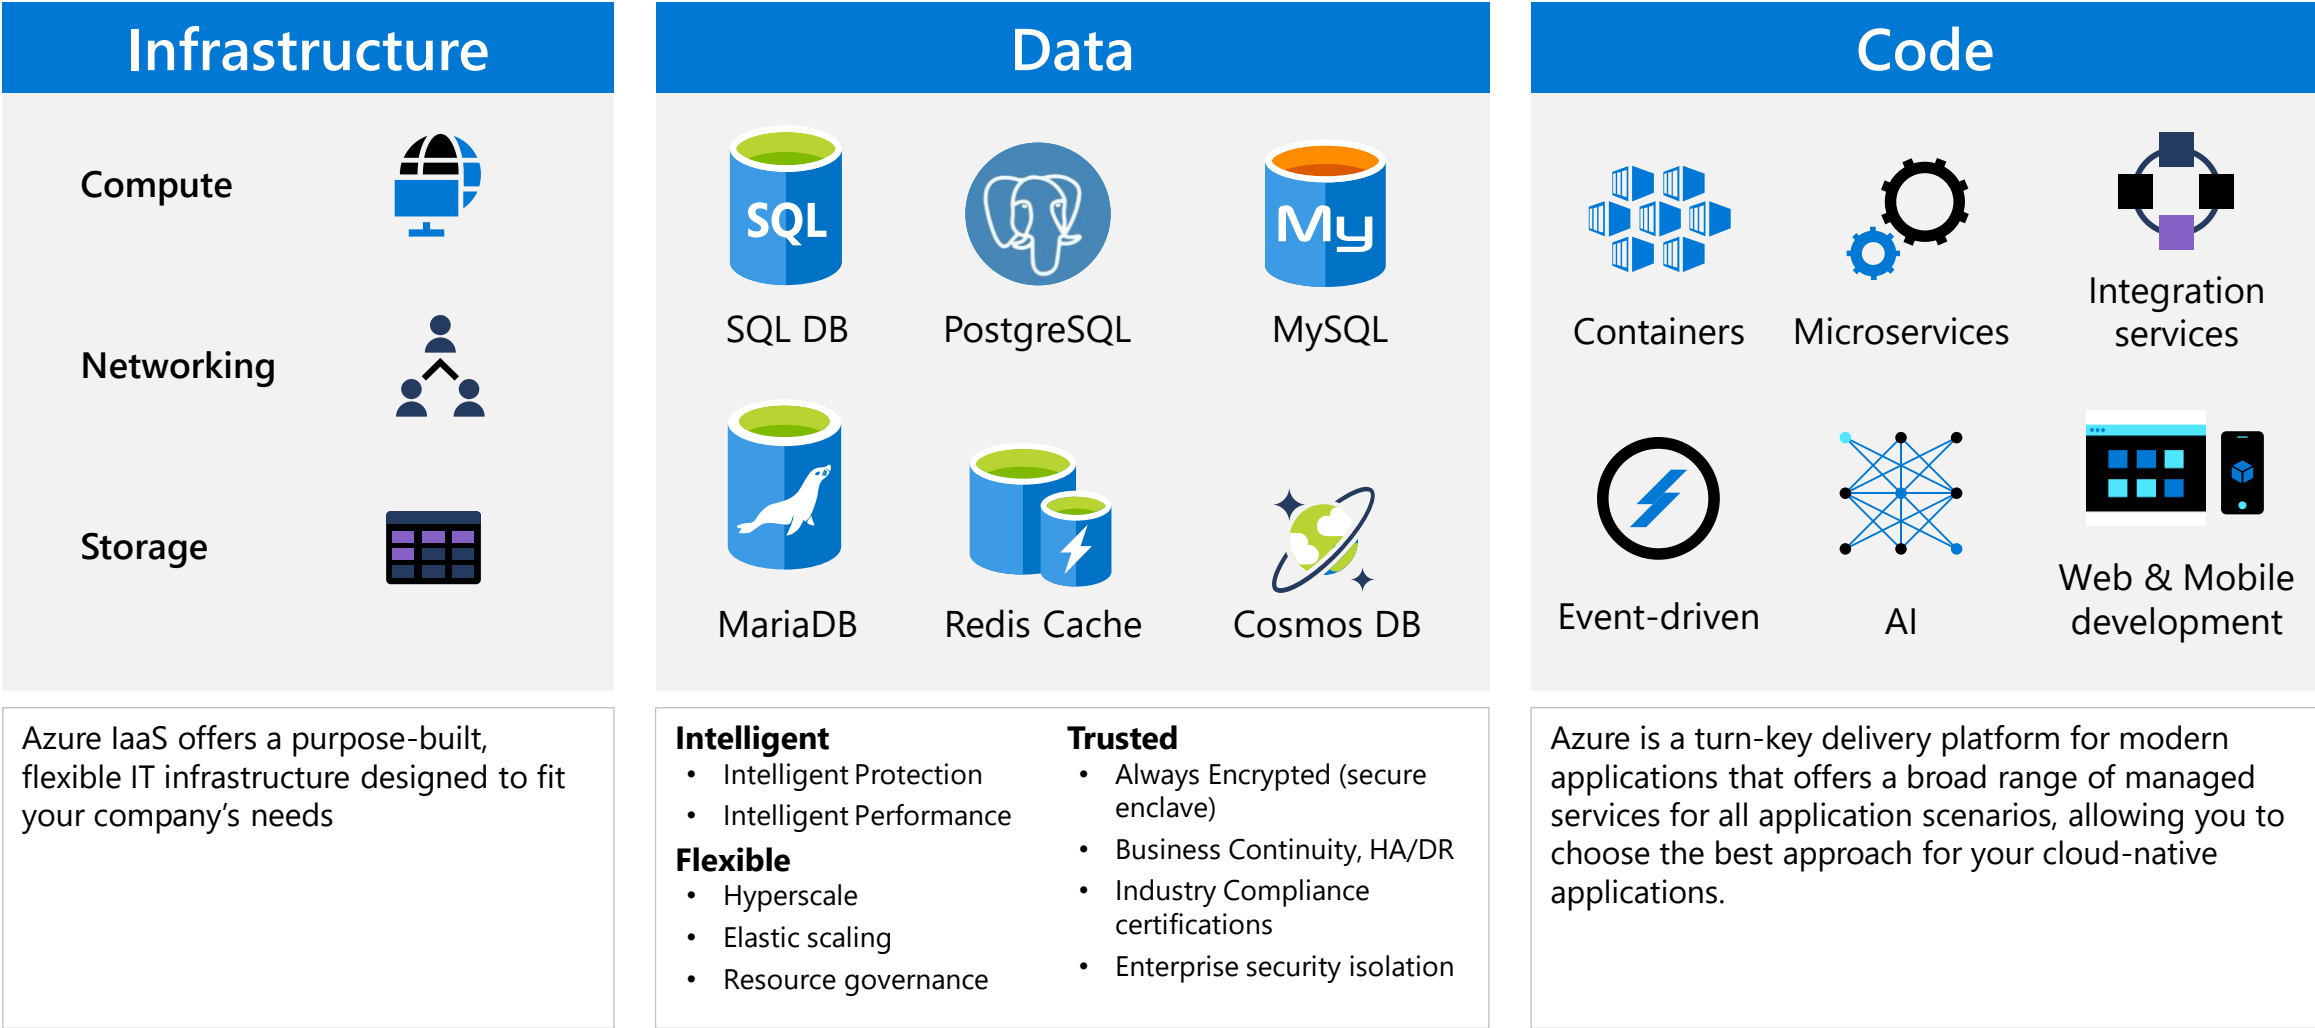 Infrastructure
Compute
Networking
Storage
Azure IaaS offers a purpose-built,
flexible IT infrastructure designed to fit
your company's needs
Data
SQL
My
SQL DB
PostgreSQL
MySQL
MariaDB
Redis Cache
Cosmos DB
Intelligent
• Intelligent Protection
• Intelligent Performance
Flexible
• Hyperscale
• Elastic scaling
• Resource governance
Trusted
• Always Encrypted (secure
enclave)
• Business Continuity, HA/DR
• Industry Compliance
certifications
• Enterprise security isolation
Code
Containers
Microservices
Integration
services
Event-driven
AI
Web & Mobile
development
Azure is a turn-key delivery platform for modern
applications that offers a broad range of managed
services for all application scenarios, allowing you to
choose the best approach for your cloud-native
applications.